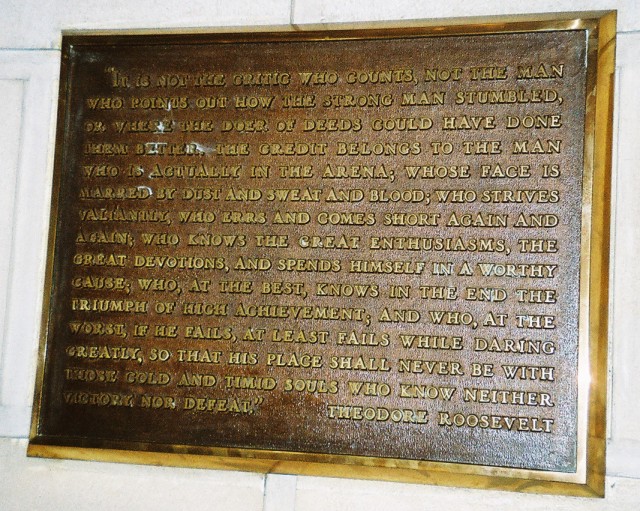 "IT IS NOT THE CRITIC WHO COUNTS, NOT THE MAN
WHO POINTS OUT HOW THE STRONG MAN STUMBLED,
OR WHERE THE DOER OF DEEDS COULD HAVE DONE
THEM BETTER. THE CREDIT BELONGS TO THE MAN
WHO IS ACTUALLY IN THE ARENA; WHOSE FACE IS
MARRED BY DUST AND SWEAT AND BLOOD; WHO STRIVES
VALIANTLY, WHO ERRS AND COMES SHORT AGAIN AND
AGAIN; WHO KNOWS THE GREAT ENTHUSIASMS, THE
GREAT DEVOTIONS, AND SPENDS HIMSELF IN A WORTHY
CAUSE; WHO, AT THE BEST, KNOWS IN THE END THE
TRIUMPH OF HIGH ACHIEVEMENT; AND WHO, AT THE
WORST, IF HE FAILS, AT LEAST FAILS WHILE DARING
GREATLY, SO THAT HIS PLACE SHALL NEVER BE WITH
THOSE COLD AND TIMID SOULS WHO KNOW NEITHER
VICTORY NOR DEFEAT." THEODORE ROOSEVELT